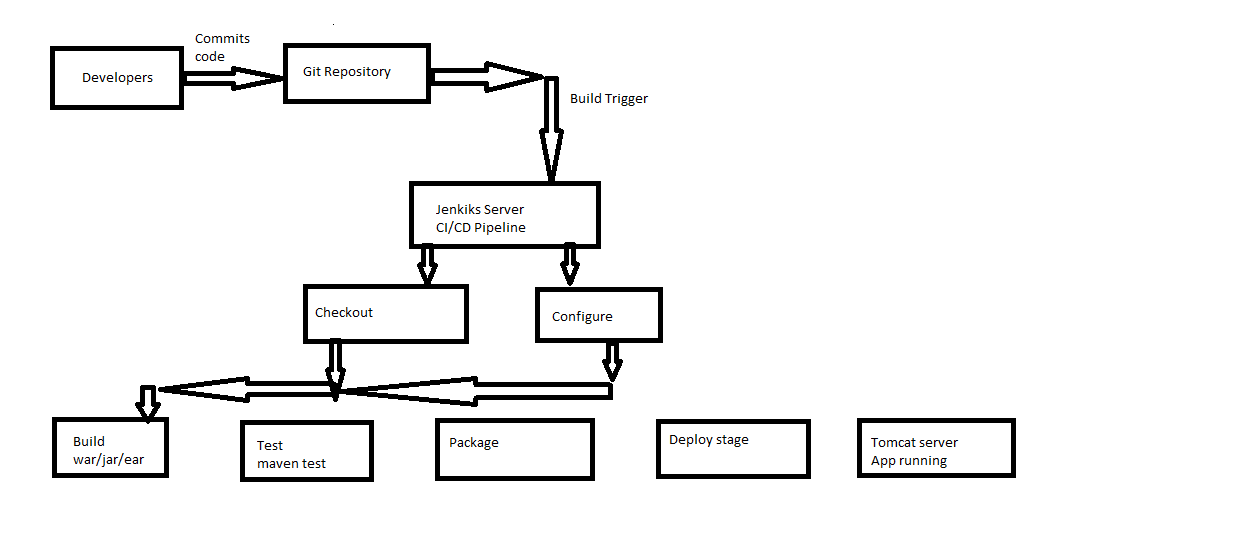 Commits
code
Developers
Git Repository
Build Trigger
Jenkiks Server
CI/CD Pipeline
Checkout
Configure
Build
war/jar/ear
Test
maven test
Package
Deploy stage
Tomcat server
App running